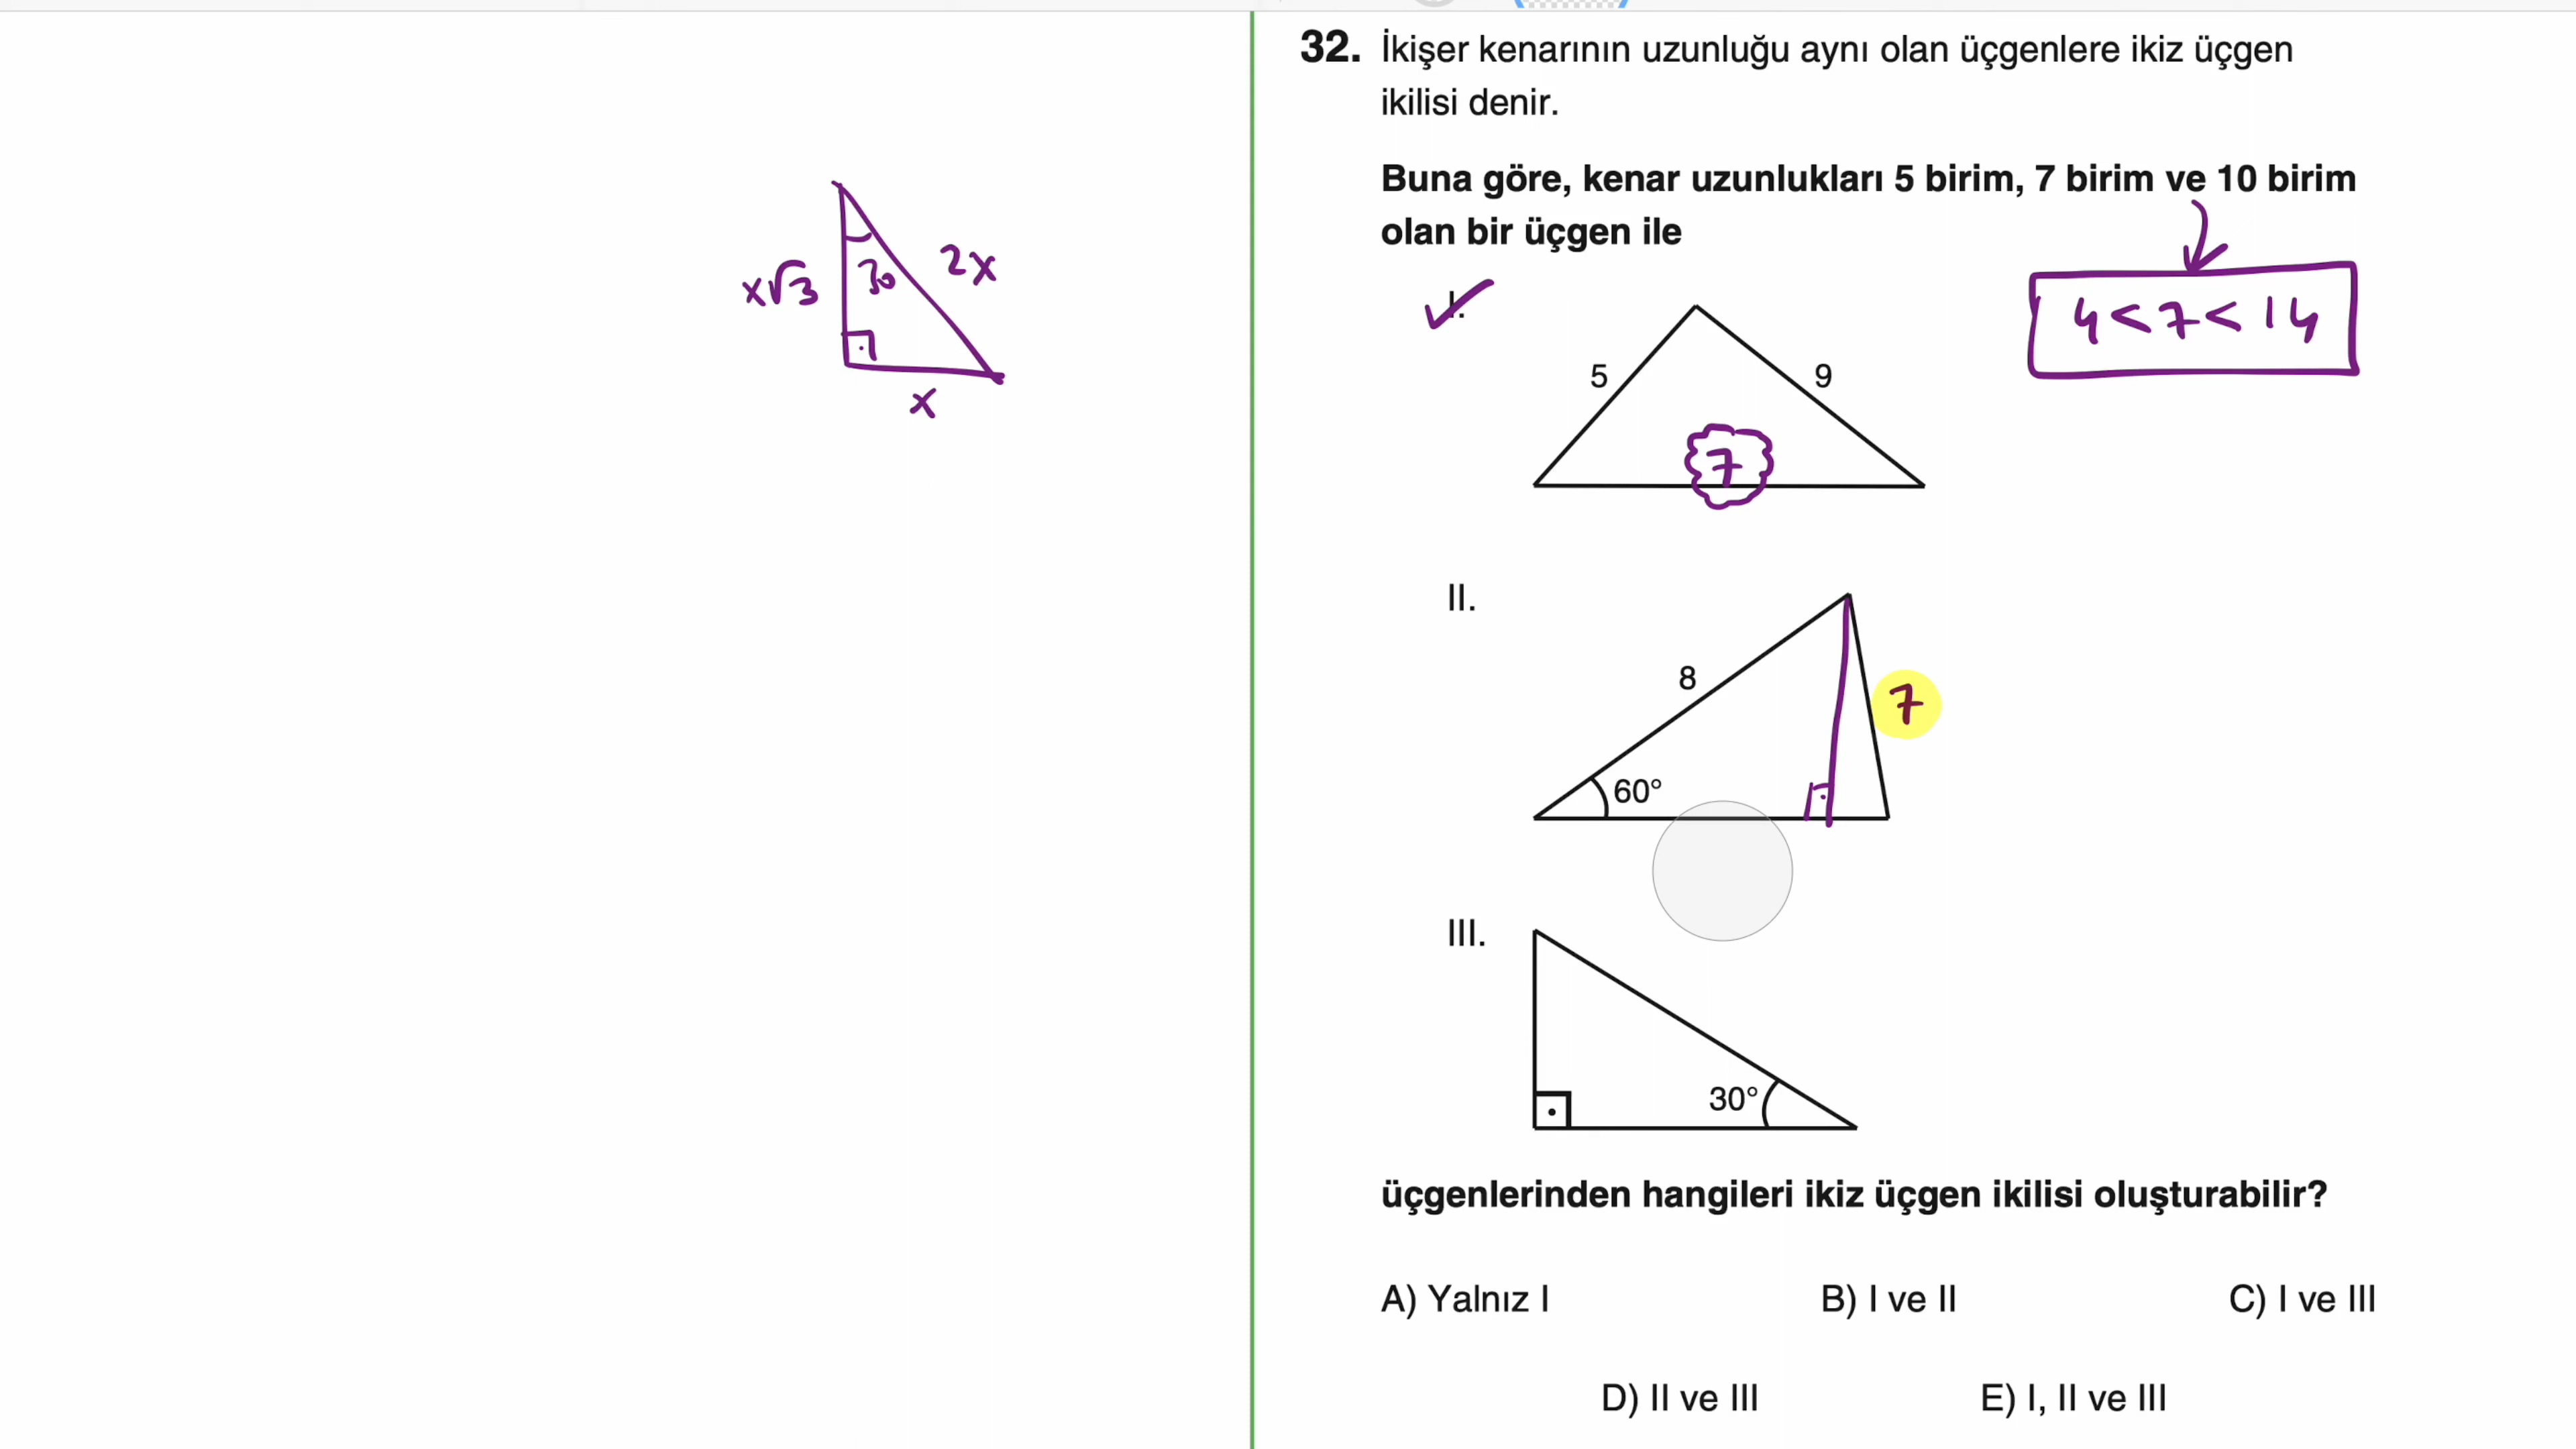 32. İkişer kenarının uzunluğu aynı olan üçgenlere ikiz üçgen
ikilisi denir.
Buna göre, kenar uzunlukları 5 birim, 7 birim ve 10 birim
olan bir üçgen ile
x√3 30 2x
x
I.
5 9
7
4<7<14
II.
8
7
60°
III.
30°
üçgenlerinden hangileri ikiz üçgen ikilisi oluşturabilir?
A) Yalnız I B) I ve II C) I ve III
D) II ve III E) I, II ve III